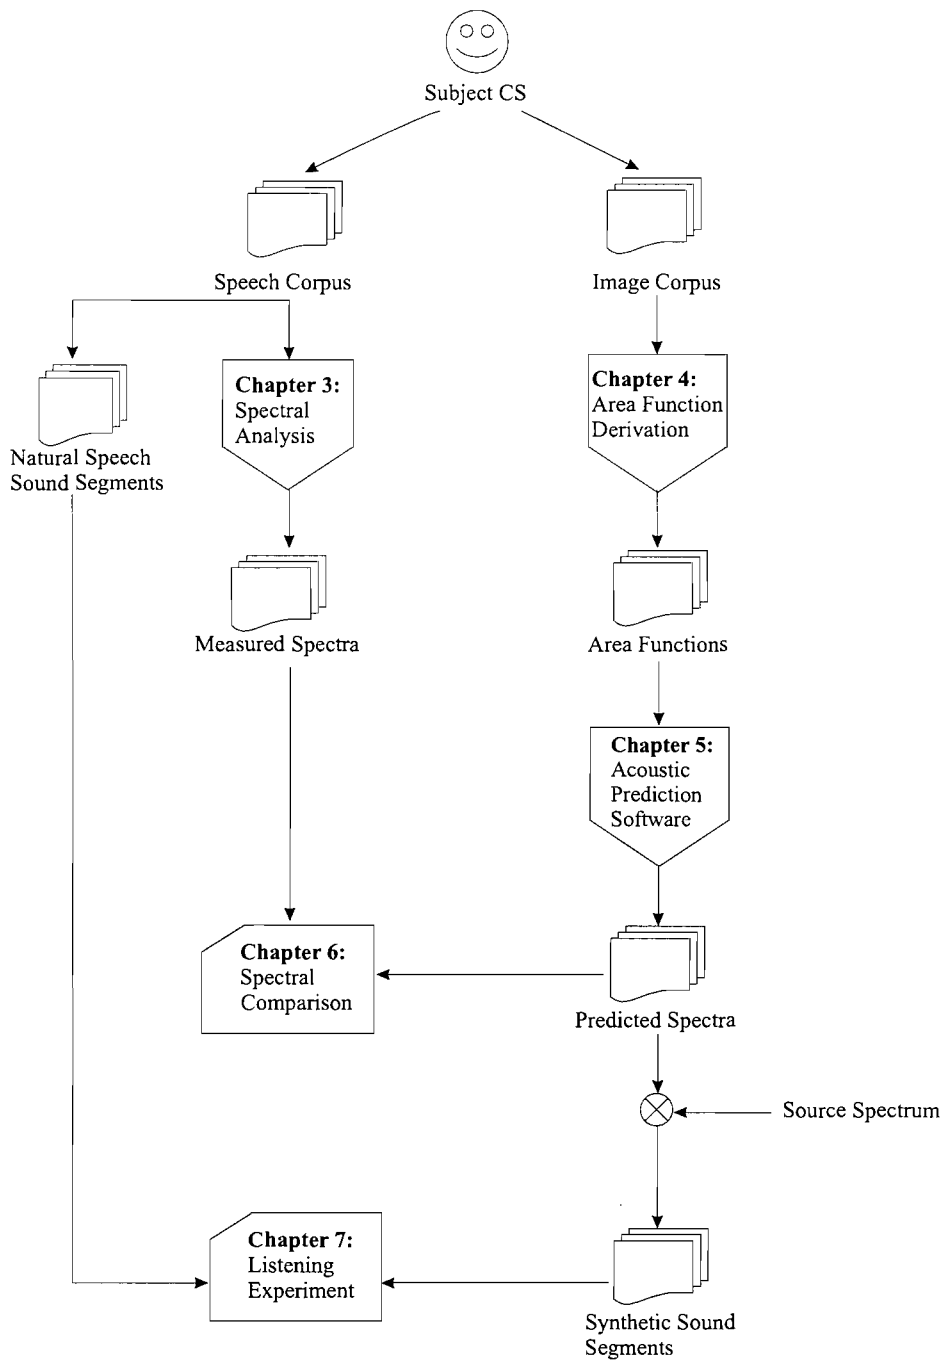 Subject CS
Speech Corpus
Image Corpus
Chapter 3:
Spectral
Analysis
Chapter 4:
Area Function
Derivation
Natural Speech
Sound Segments
Measured Spectra
Area Functions
Chapter 5:
Acoustic
Prediction
Software
Chapter 6:
Spectral
Comparison
Predicted Spectra
Source Spectrum
Chapter 7:
Listening
Experiment
Synthetic Sound
Segments